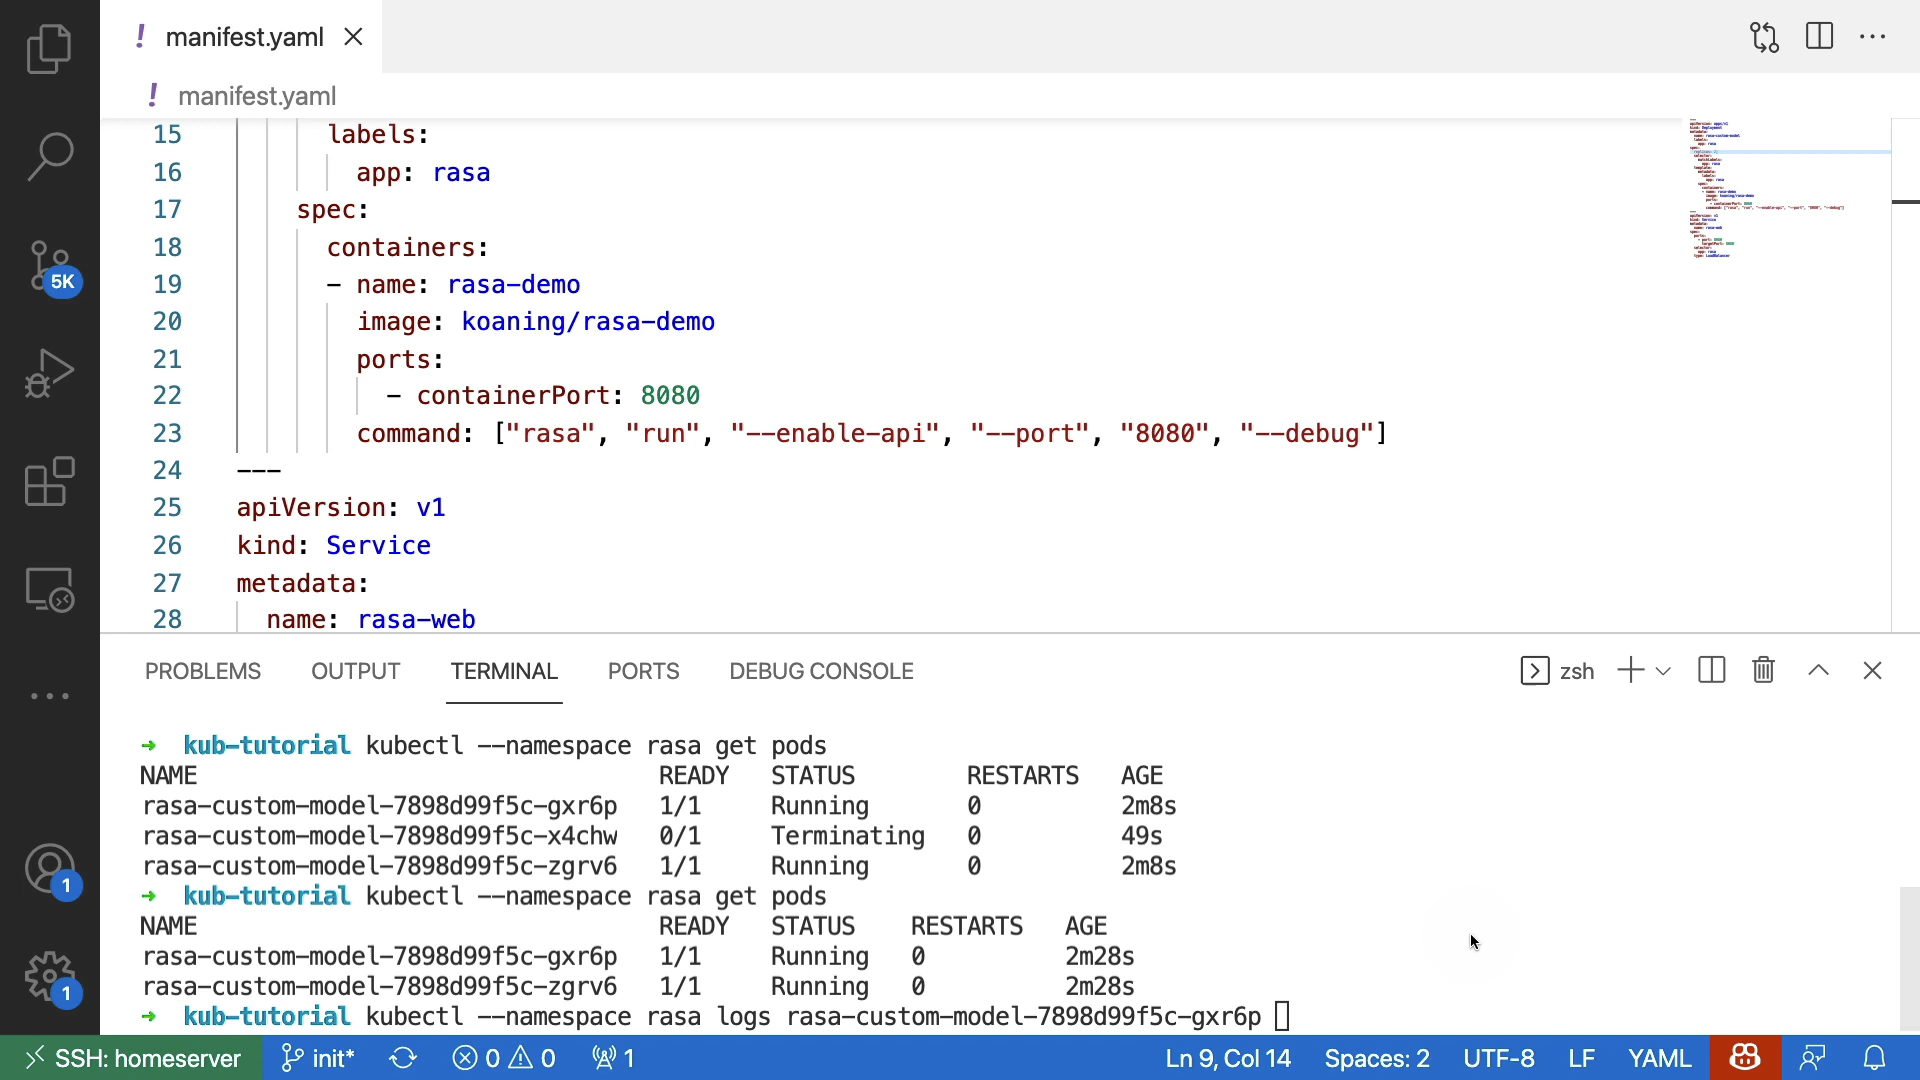 ! manifest.yaml
! manifest.yaml
15 labels:
16 app: rasa
17 spec:
18 containers:
19 - name: rasa-demo
20 image: koaning/rasa-demo
21 ports:
22 - containerPort: 8080
23 command: ["rasa", "run", "--enable-api", "--port", "8080", "--debug"]
24 ---
25 apiVersion: v1
26 kind: Service
27 metadata:
28 name: rasa-web
5K
PROBLEMS OUTPUT TERMINAL PORTS DEBUG CONSOLE zsh
➜ kub-tutorial kubectl --namespace rasa get pods
NAME READY STATUS RESTARTS AGE
rasa-custom-model-7898d99f5c-gxr6p 1/1 Running 0 2m8s
rasa-custom-model-7898d99f5c-x4chw 0/1 Terminating 0 49s
rasa-custom-model-7898d99f5c-zgrv6 1/1 Running 0 2m8s
➜ kub-tutorial kubectl --namespace rasa get pods
NAME READY STATUS RESTARTS AGE
rasa-custom-model-7898d99f5c-gxr6p 1/1 Running 0 2m28s
rasa-custom-model-7898d99f5c-zgrv6 1/1 Running 0 2m28s
➜ kub-tutorial kubectl --namespace rasa logs rasa-custom-model-7898d99f5c-gxr6p
1
1
SSH: homeserver init* 0 0 1 Ln 9, Col 14 Spaces: 2 UTF-8 LF YAML